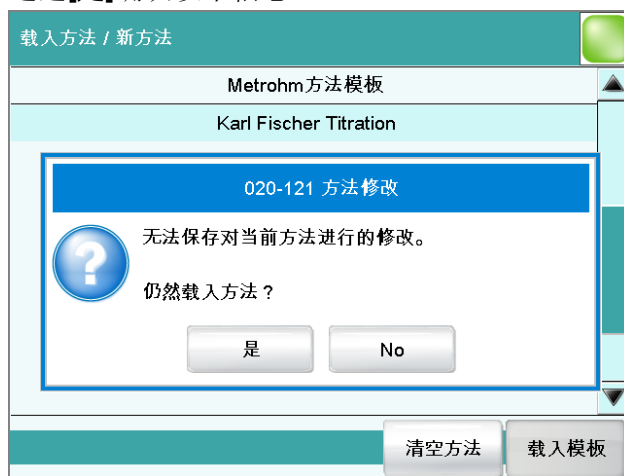 载入方法 / 新方法
Metrohm方法模板
Karl Fischer Titration
020-121 方法修改
无法保存对当前方法进行的修改。
仍然载入方法？
是
No
清空方法
载入模板